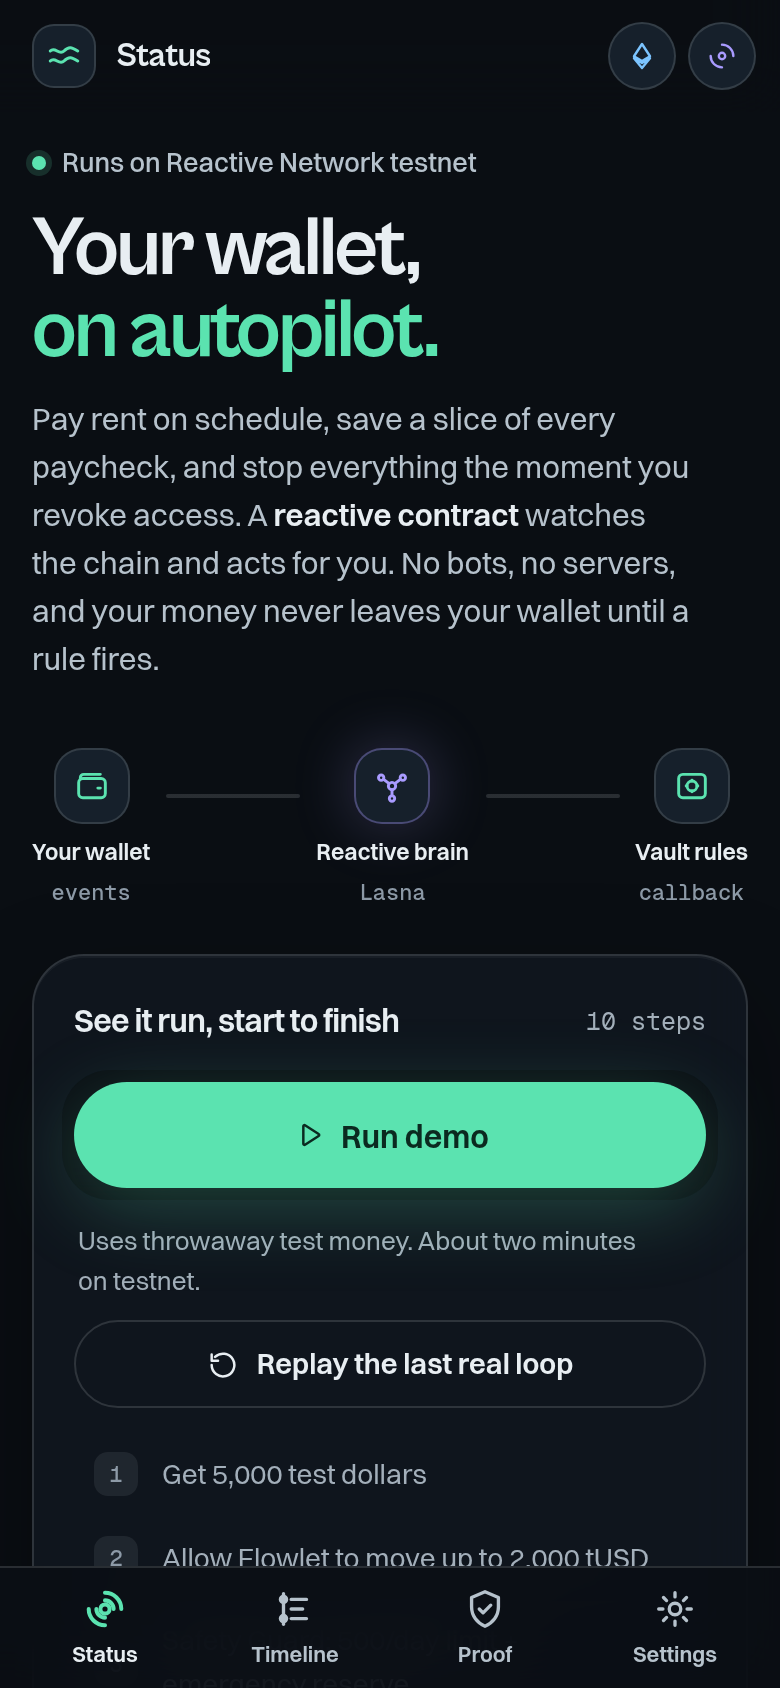 Status
Runs on Reactive Network testnet
Your wallet,
on autopilot.
Pay rent on schedule, save a slice of every
paycheck, and stop everything the moment you
revoke access. A reactive contract watches
the chain and acts for you. No bots, no servers,
and your money never leaves your wallet until a
rule fires.
Your wallet
events
Reactive brain
Lasna
Vault rules
callback
See it run, start to finish
10 steps
Run demo
Uses throwaway test money. About two minutes
on testnet.
Replay the last real loop
1 Get 5,000 test dollars
2 Allow Flowlet to move up to 2,000 tUSD
emergency reserve
Status
Timeline
Proof
Settings